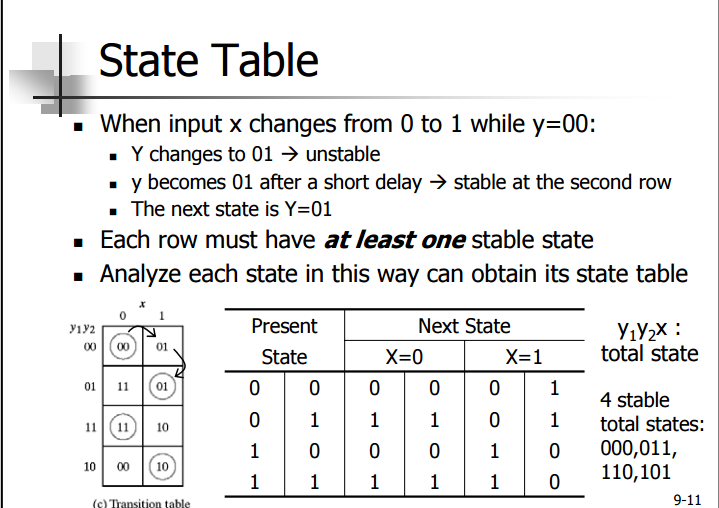 State Table
▪ When input x changes from 0 to 1 while y=00:
▪ Y changes to 01 → unstable
▪ y becomes 01 after a short delay → stable at the second row
▪ The next state is Y=01
▪ Each row must have at least one stable state
▪ Analyze each state in this way can obtain its state table
x
0 1
y1y2
00 00 01
01 11 01
11 11 10
10 00 10
(c) Transition table
Present State Next State
X=0 X=1
0 0 0 0 0 1
0 1 1 1 0 1
1 0 0 0 1 0
1 1 1 1 1 0
y1y2x :
total state
4 stable
total states:
000,011,
110,101
9-11